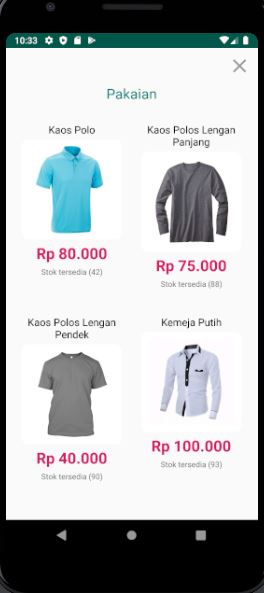 10:33
Pakaian
Kaos Polo
Rp 80.000
Stok tersedia (42)
Kaos Polos Lengan
Panjang
Rp 75.000
Stok tersedia (88)
Kaos Polos Lengan
Pendek
Rp 40.000
Stok tersedia (90)
Kemeja Putih
Rp 100.000
Stok tersedia (93)